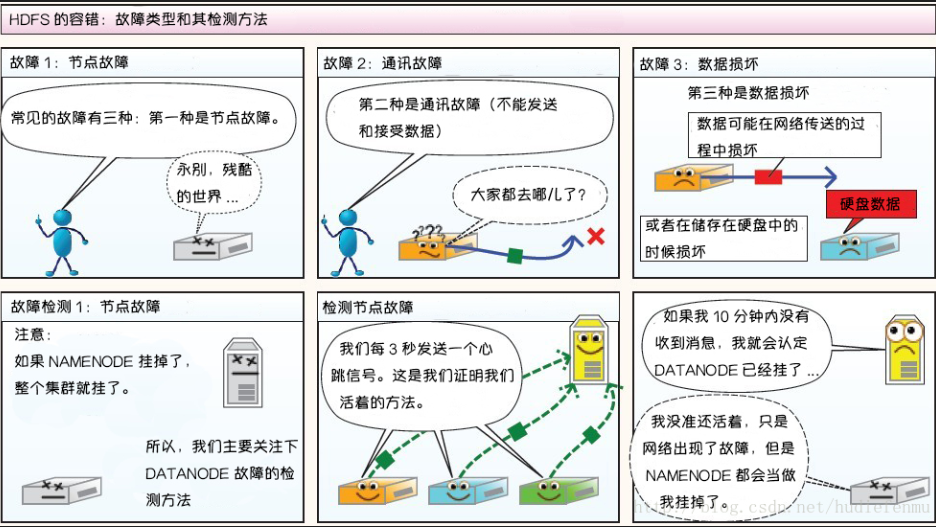 HDFS 的容错：故障类型和其检测方法
故障 1：节点故障
常见的故障有三种：第一种是节点故障。
永别，残酷
的世界 ...
故障 2：通讯故障
第二种是通讯故障（不能发送
和接受数据）
大家都去哪儿了？
????
故障 3：数据损坏
第三种是数据损坏
数据可能在网络传送的过
程中损坏
硬盘数据
或者在储存在硬盘中的
时候损坏
故障检测 1：节点故障
注意：
如果 NAMENODE 挂掉了，
整个集群就挂了。
所以，我们主要关注下
DATANODE 故障的检
测方法
检测节点故障
我们每 3 秒发送一个心
跳信号。这是我们证明我们
活着的方法。
如果我 10 分钟内没有
收到消息，我就会认定
DATANODE 已经挂了 ...
我没准还活着，只是
网络出现了故障，但是
NAMENODE 都会当做
我挂掉了。
http://blog.csdn.net/hudiefenmu